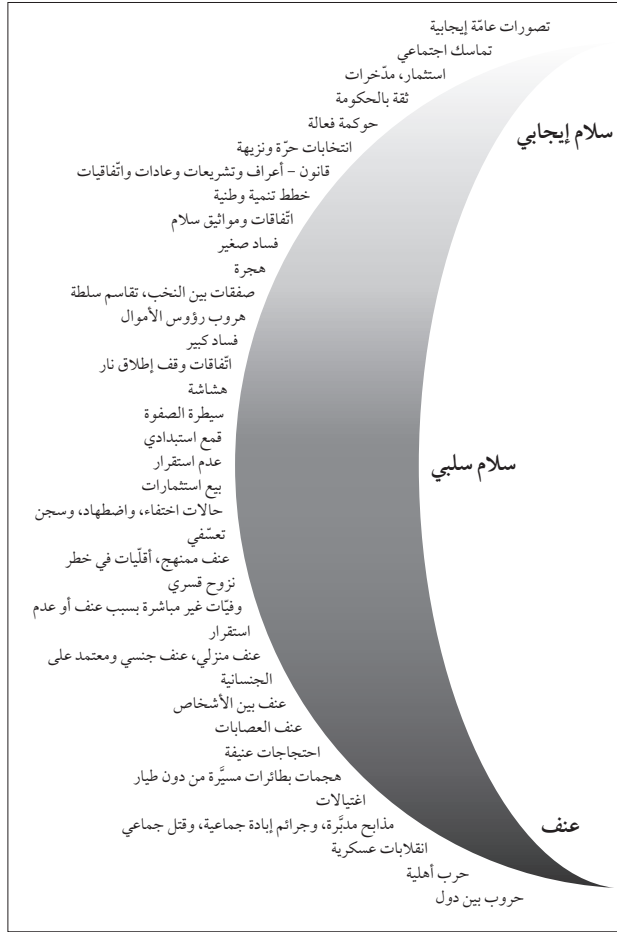 تصورات عامّة إيجابية
تماسك اجتماعي
استثمار، مدّخرات
ثقة بالحكومة
حوكمة فعالة
انتخابات حرّة ونزيهة
قانون – أعراف وتشريعات وعادات واتّفاقيات
خطط تنمية وطنية
اتّفاقات ومواثيق سلام
فساد صغير
هجرة
صفقات بين النخب، تقاسم سلطة
هروب رؤوس الأموال
فساد كبير
اتّفاقات وقف إطلاق نار
هشاشة
سيطرة الصفوة
قمع استبدادي
عدم استقرار
بيع استثمارات
حالات اختفاء، واضطهاد، وسجن
تعسّفي
عنف ممنهج، أقلّيات في خطر
نزوح قسري
وفيّات غير مباشرة بسبب عنف أو عدم
استقرار
عنف منزلي، عنف جنسي ومعتمد على
الجنسانية
عنف بين الأشخاص
عنف العصابات
احتجاجات عنيفة
هجمات بطائرات مسيَّرة من دون طيار
اغتيالات
مذابح مدبَّرة، وجرائم إبادة جماعية، وقتل جماعي
انقلابات عسكرية
حرب أهلية
حروب بين دول
سلام إيجابي
سلام سلبي
عنف